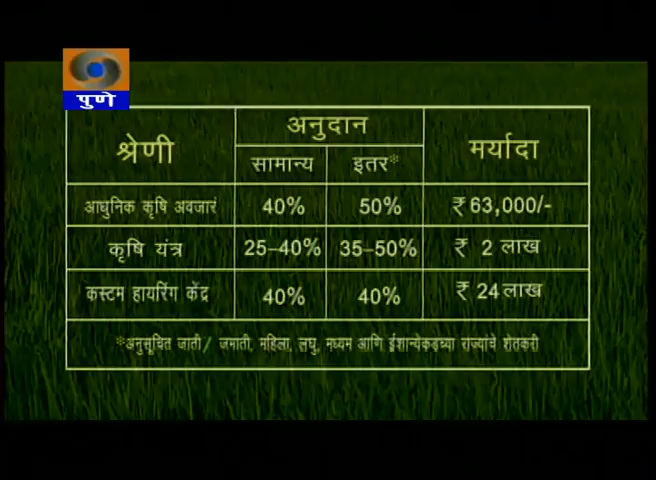 पुणे
श्रेणी अनुदान मर्यादा
सामान्य इतर*
आधुनिक कृषि अवजारं 40% 50% ₹ 63,000/-
कृषि यंत्र 25–40% 35–50% ₹ 2 लाख
कस्टम हायरिंग केंद्र 40% 40% ₹ 24 लाख
*अनुसूचित जाती/ जमाती, महिला, लघु, मध्यम आणि ईशान्येकडच्या राज्यांचे शेतकरी